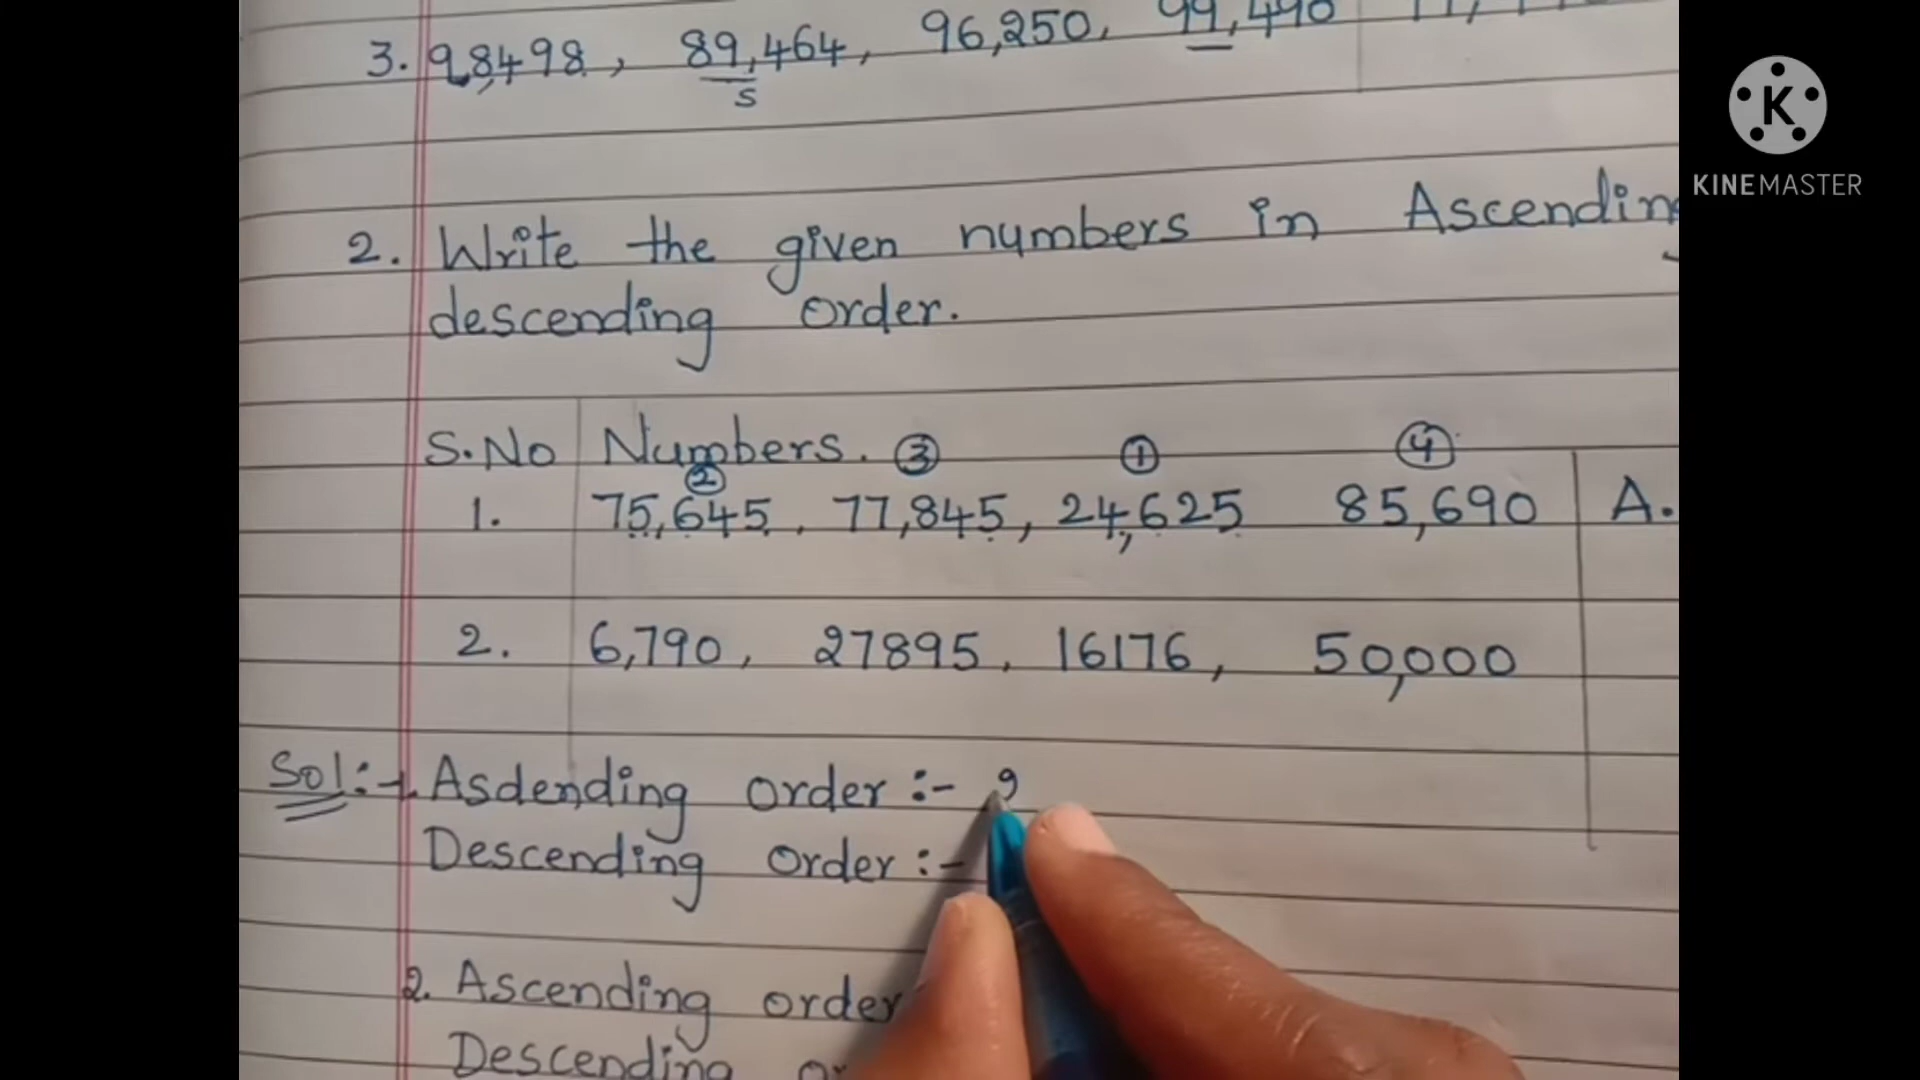 3. 98,498, 89,464, 96,250, 99,490
s
2. Write the given numbers in Ascending
descending order.
S.No Numbers. ③ ① ④
②
1. 75,645, 77,845, 24,625 85,690 A.
2. 6,790, 27895, 16176, 50,000
Sol:- 1. Asdending order :-
Descending order :-
2. Ascending order
Descending
K
KINEMASTER